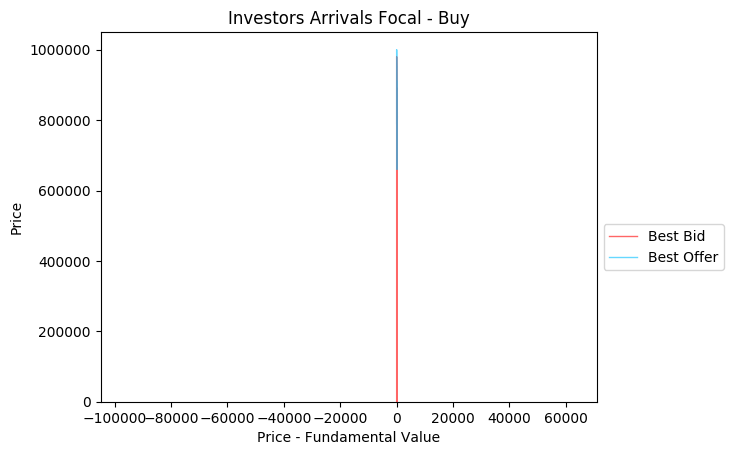 Investors Arrivals Focal - Buy
Price
1000000
800000
600000
400000
200000
0
−100000 −80000 −60000 −40000 −20000 0 20000 40000 60000
Price - Fundamental Value
Best Bid
Best Offer